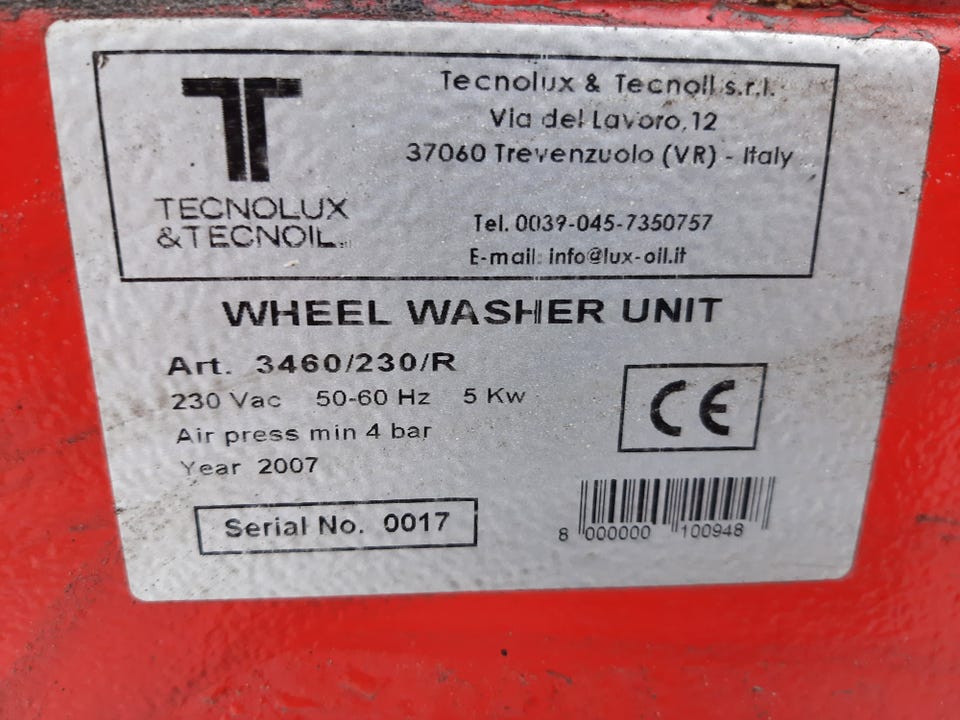 TT
TECNOLUX
&TECNOIL s.r.l.
Tecnolux & Tecnoil s.r.l.
Via del Lavoro, 12
37060 Trevenzuolo (VR) - Italy
Tel. 0039-045-7350757
E-mail: info@lux-oil.it
WHEEL WASHER UNIT
Art. 3460/230/R
230 Vac 50-60 Hz 5 Kw
Air press min 4 bar
Year 2007
CE
Serial No. 0017
8 000000 100948